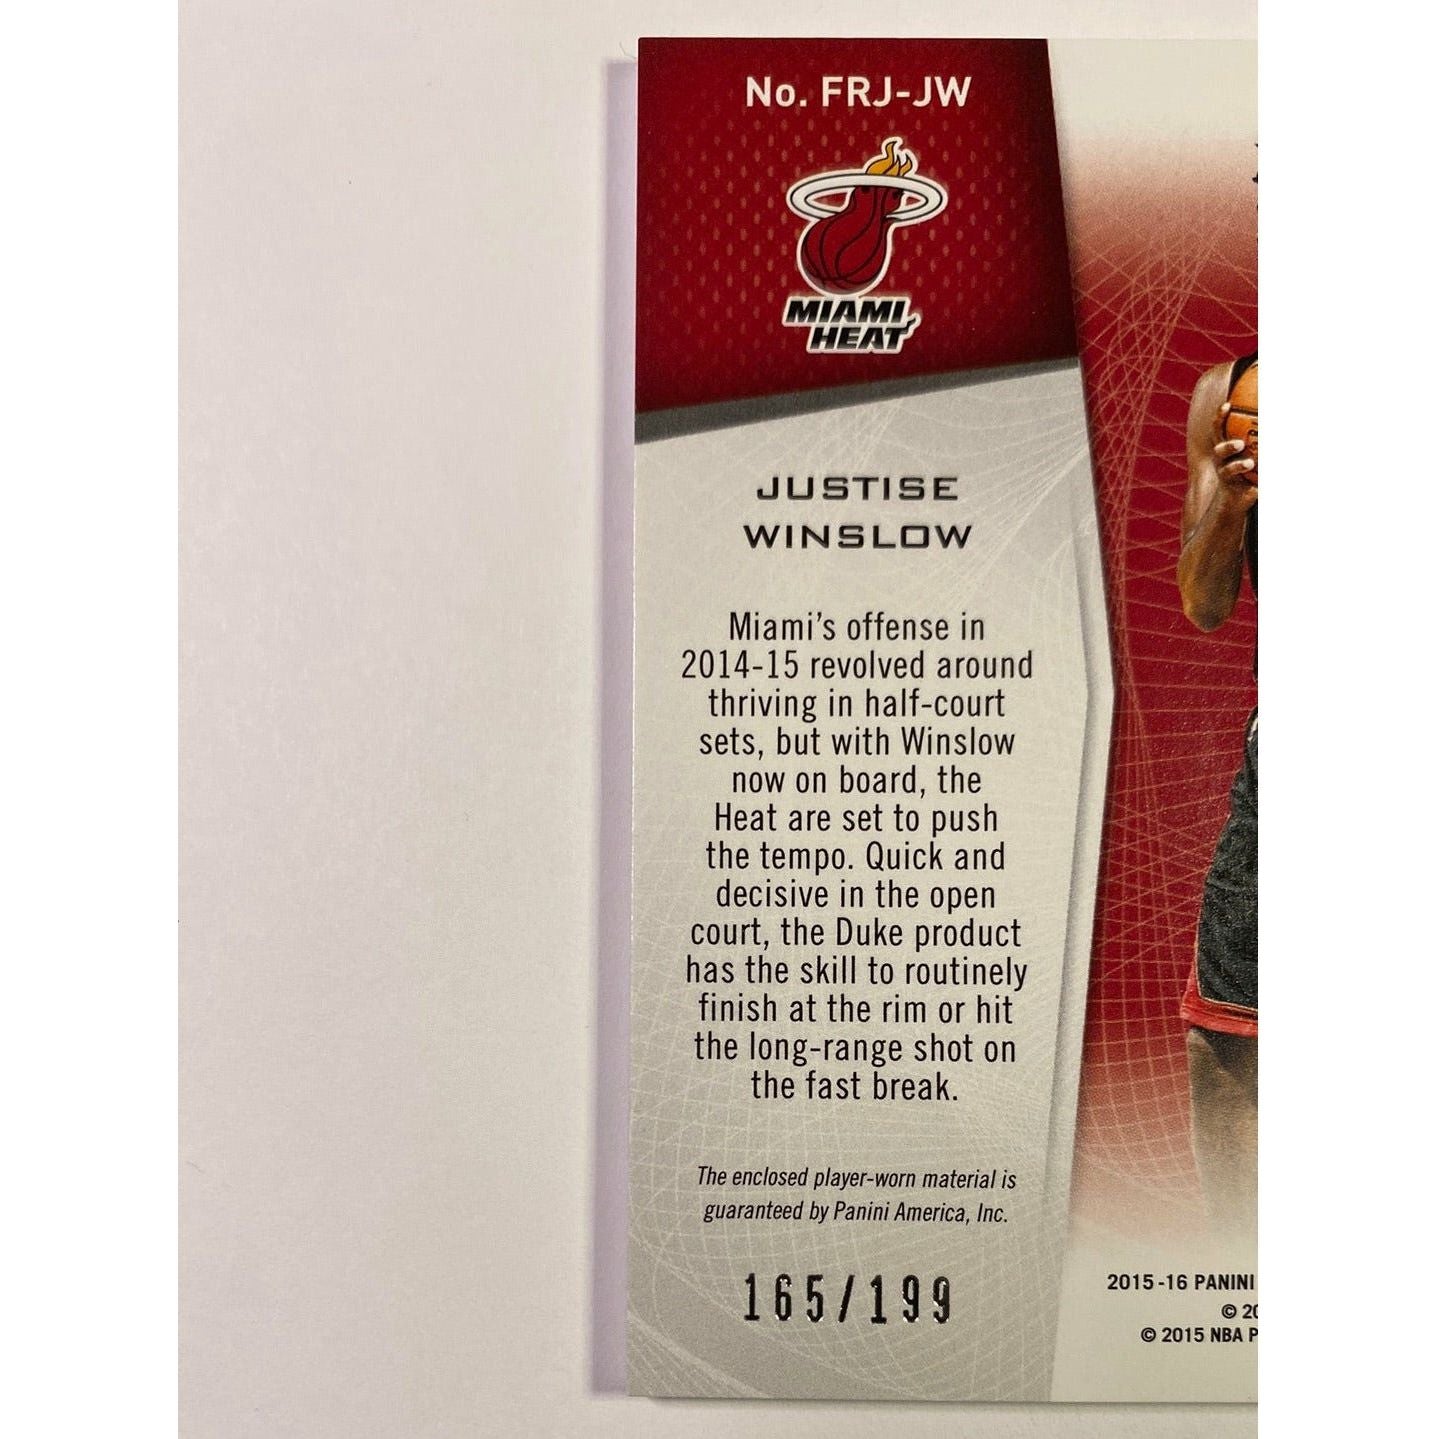 No. FRJ-JW
MIAMI
HEAT
JUSTISE
WINSLOW
Miami's offense in
2014-15 revolved around
thriving in half-court
sets, but with Winslow
now on board, the
Heat are set to push
the tempo. Quick and
decisive in the open
court, the Duke product
has the skill to routinely
finish at the rim or hit
the long-range shot on
the fast break.
The enclosed player-worn material is
guaranteed by Panini America, Inc.
165/199
2015-16 PANINI
© 20
© 2015 NBA P